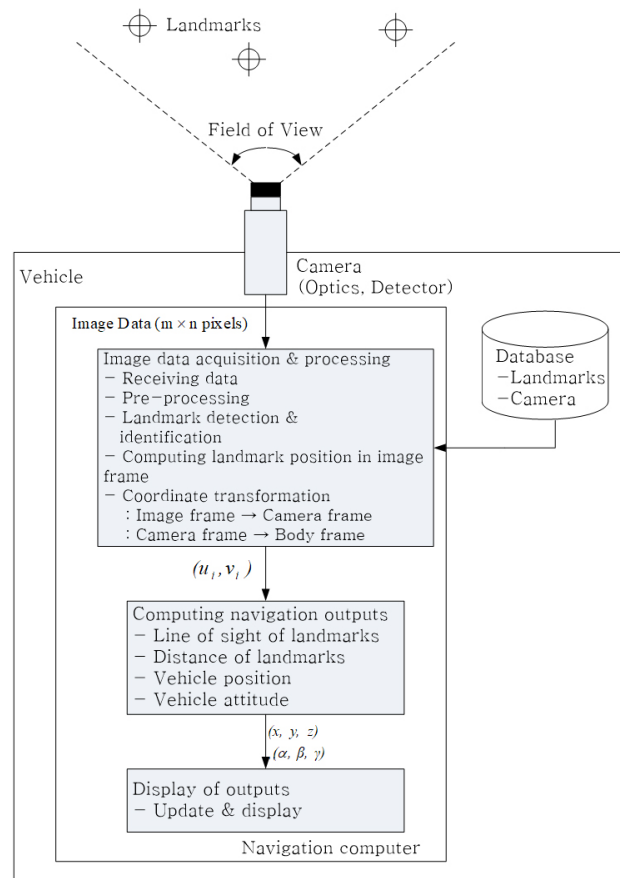 Landmarks
Field of View
Vehicle
Camera
(Optics, Detector)
Image Data (m × n pixels)
Image data acquisition & processing
- Receiving data
- Pre-processing
- Landmark detection &
identification
- Computing landmark position in image
frame
- Coordinate transformation
: Image frame → Camera frame
: Camera frame → Body frame
Database
-Landmarks
-Camera
(u_i, v_i)
Computing navigation outputs
- Line of sight of landmarks
- Distance of landmarks
- Vehicle position
- Vehicle attitude
(x, y, z)
(α, β, γ)
Display of outputs
- Update & display
Navigation computer